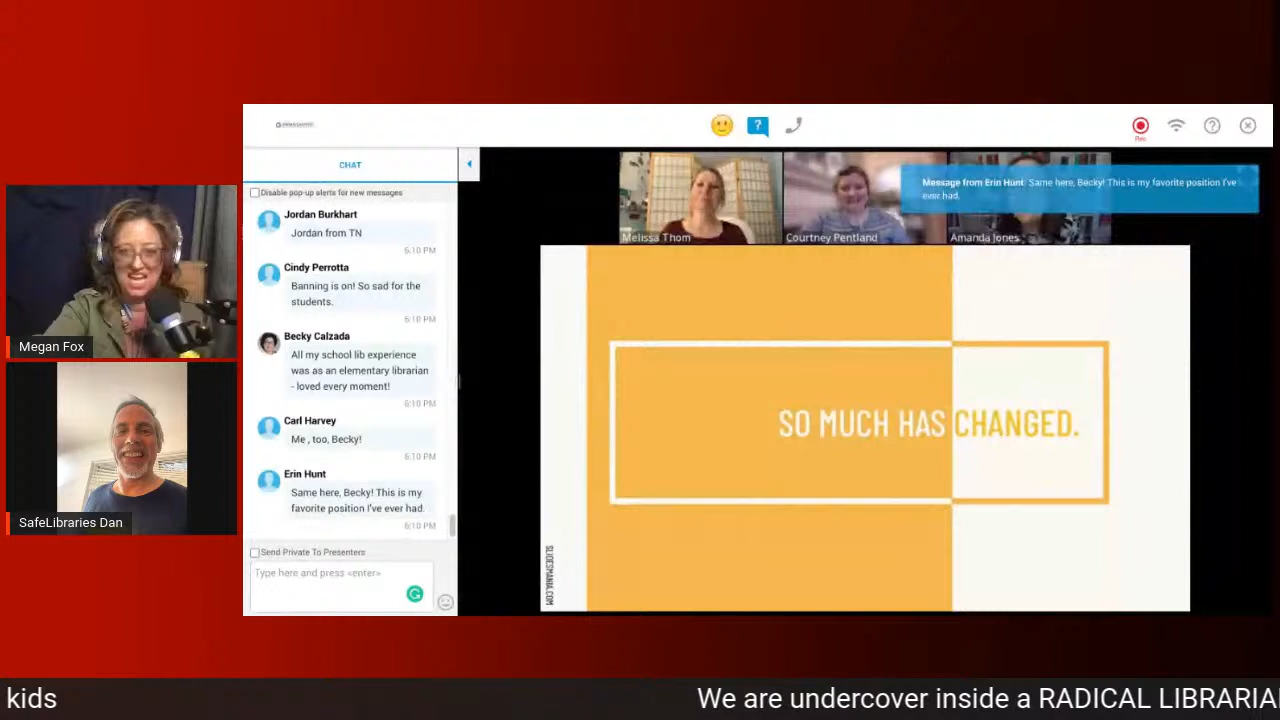 CHAT
Disable pop-up alerts for new messages
Jordan Burkhart
Jordan from TN
6:10 PM
Cindy Perrotta
Banning is on! So sad for the
students.
6:10 PM
Becky Calzada
All my school lib experience
was as an elementary librarian
- loved every moment!
6:10 PM
Carl Harvey
Me , too, Becky!
6:10 PM
Erin Hunt
Same here, Becky! This is my
favorite position I've ever had.
6:10 PM
Send Private To Presenters
Type here and press <enter>
Rec
Message from Erin Hunt: Same here, Becky! This is my favorite position I've
ever had.
Melissa Thom
Courtney Pentland
Amanda Jones
SO MUCH HAS CHANGED.
SLIDESMANIA.COM
Megan Fox
SafeLibraries Dan
kids
We are undercover inside a RADICAL LIBRARIA